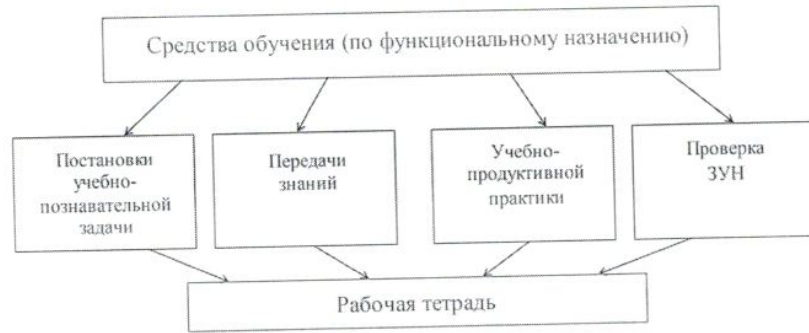 Средства обучения (по функциональному назначению)
Постановки
учебно-
познавательной
задачи
Передачи
знаний
Учебно-
продуктивной
практики
Проверка
ЗУН
Рабочая тетрадь